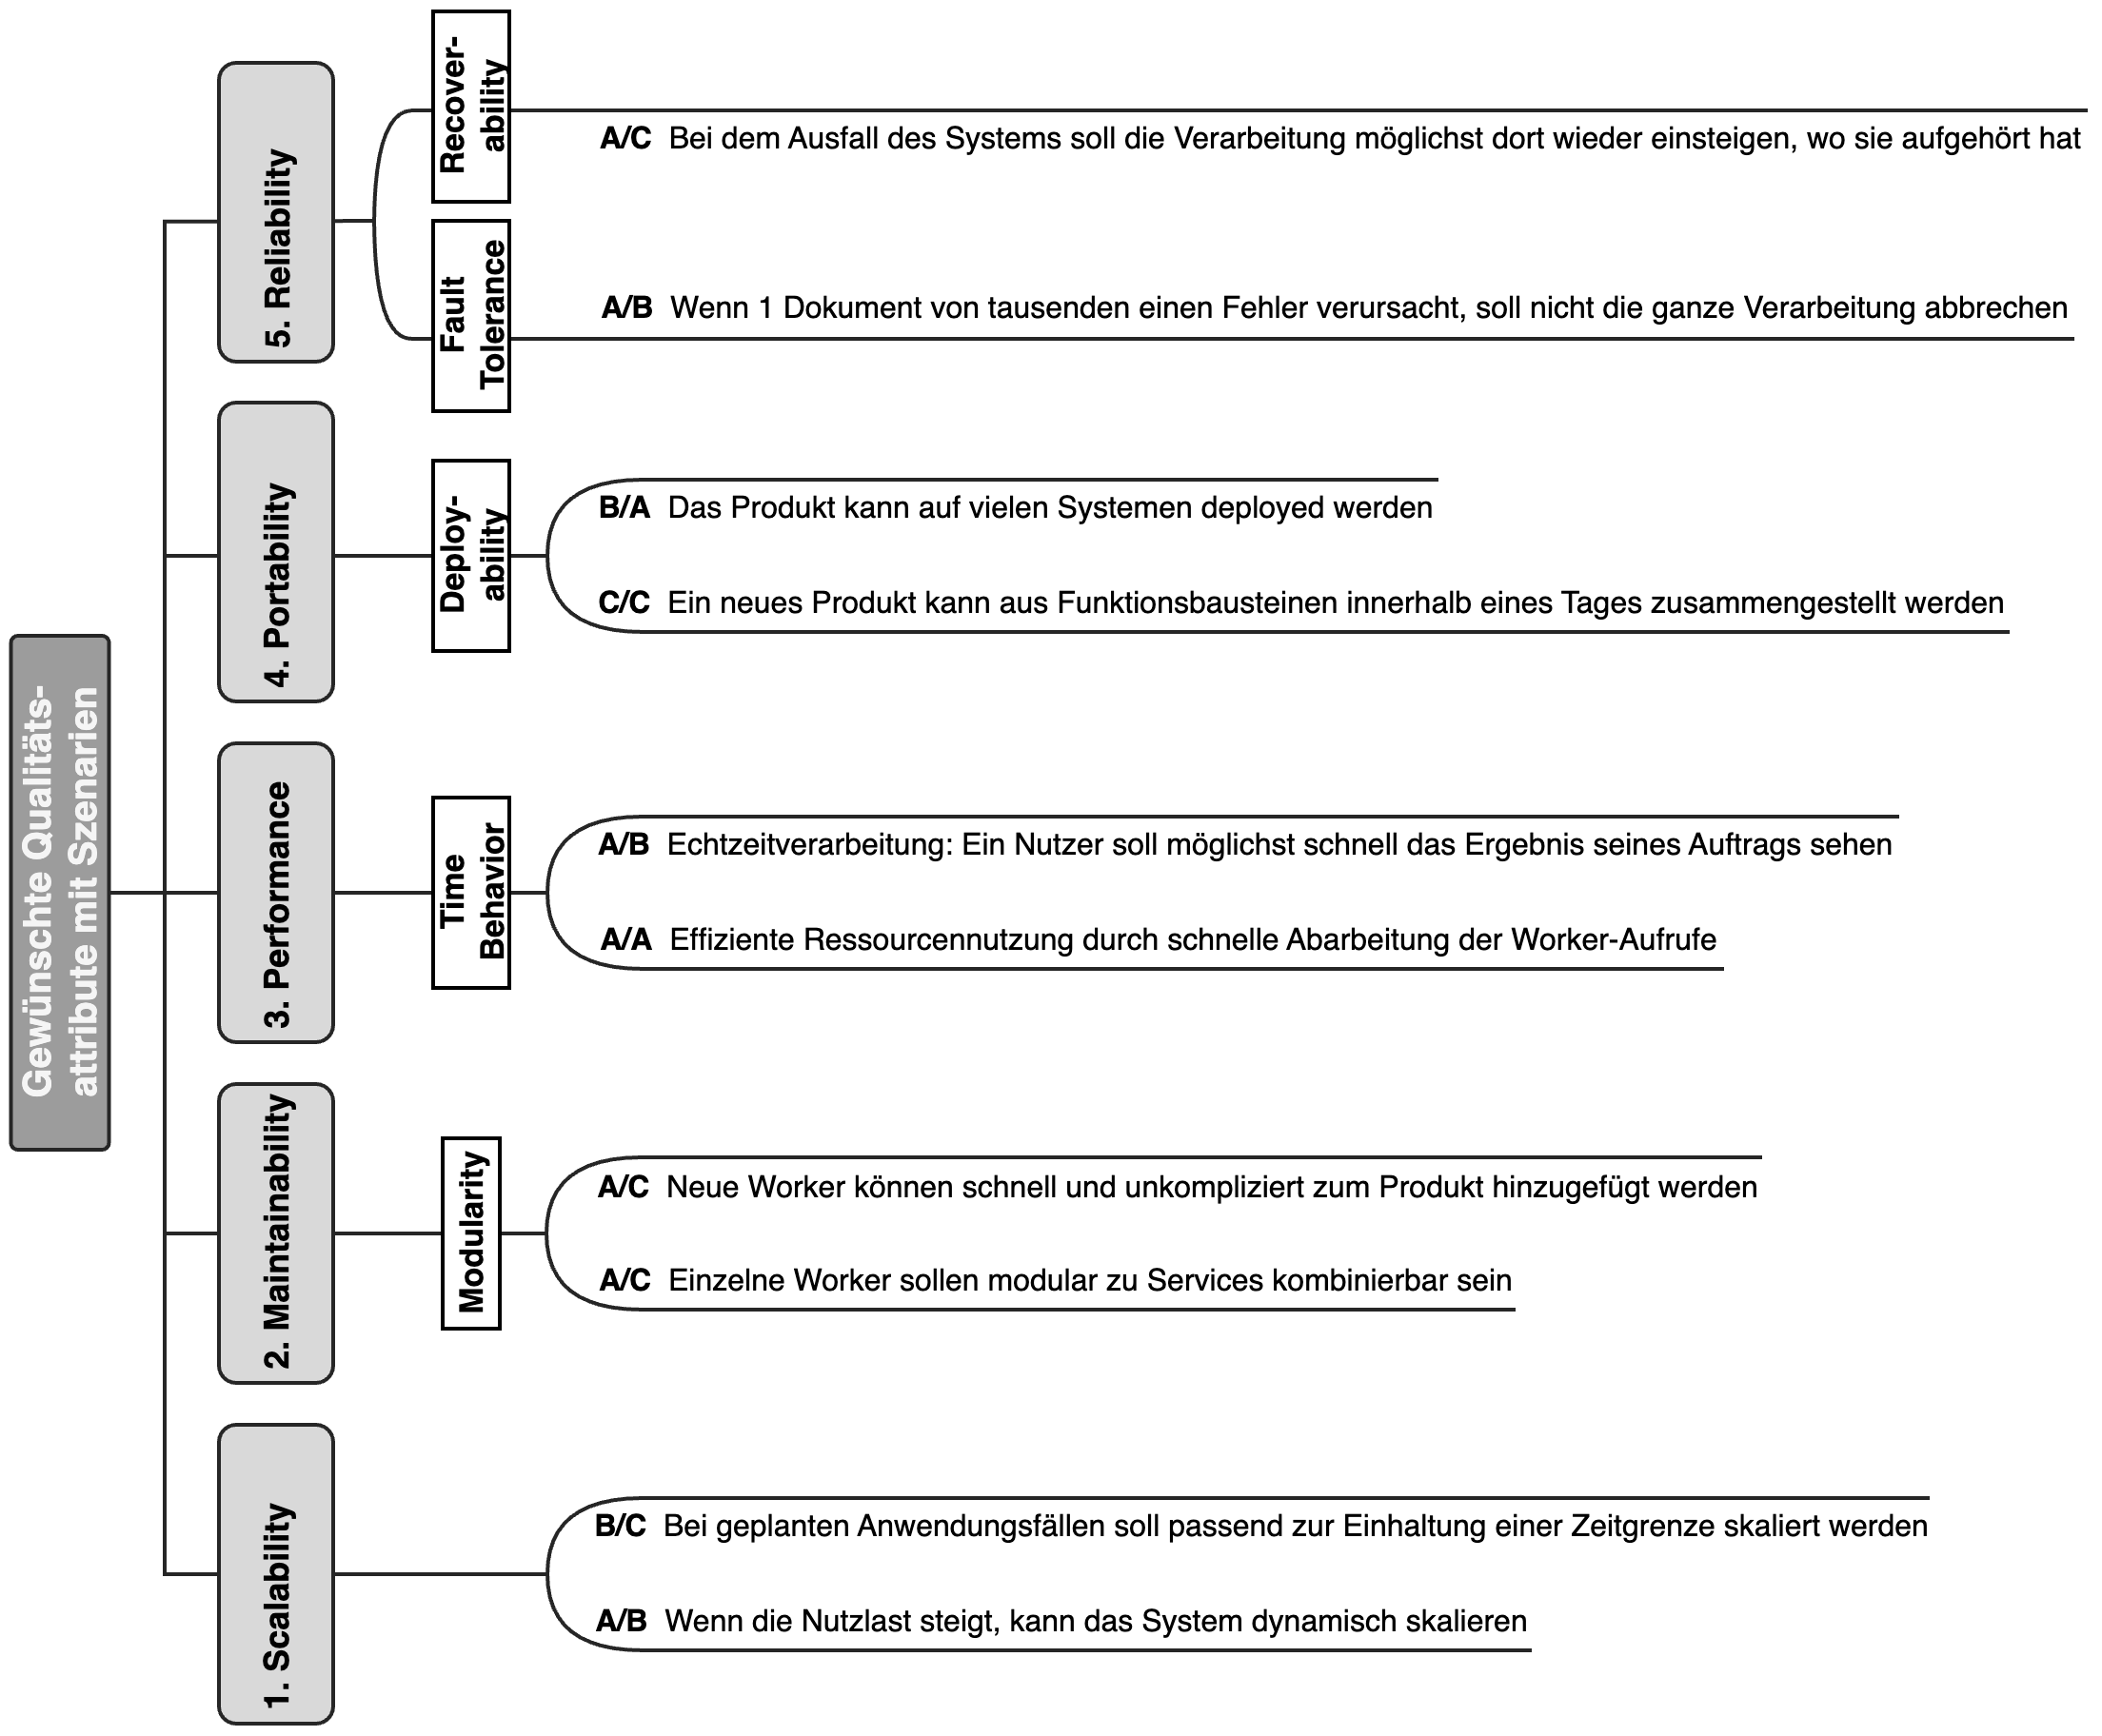 Gewünschte Qualitäts-
attribute mit Szenarien
5. Reliability
Recover-
ability
A/C Bei dem Ausfall des Systems soll die Verarbeitung möglichst dort wieder einsteigen, wo sie aufgehört hat
Fault
Tolerance
A/B Wenn 1 Dokument von tausenden einen Fehler verursacht, soll nicht die ganze Verarbeitung abbrechen
4. Portability
Deploy-
ability
B/A Das Produkt kann auf vielen Systemen deployed werden
C/C Ein neues Produkt kann aus Funktionsbausteinen innerhalb eines Tages zusammengestellt werden
3. Performance
Time
Behavior
A/B Echtzeitverarbeitung: Ein Nutzer soll möglichst schnell das Ergebnis seines Auftrags sehen
A/A Effiziente Ressourcennutzung durch schnelle Abarbeitung der Worker-Aufrufe
2. Maintainability
Modularity
A/C Neue Worker können schnell und unkompliziert zum Produkt hinzugefügt werden
A/C Einzelne Worker sollen modular zu Services kombinierbar sein
1. Scalability
B/C Bei geplanten Anwendungsfällen soll passend zur Einhaltung einer Zeitgrenze skaliert werden
A/B Wenn die Nutzlast steigt, kann das System dynamisch skalieren